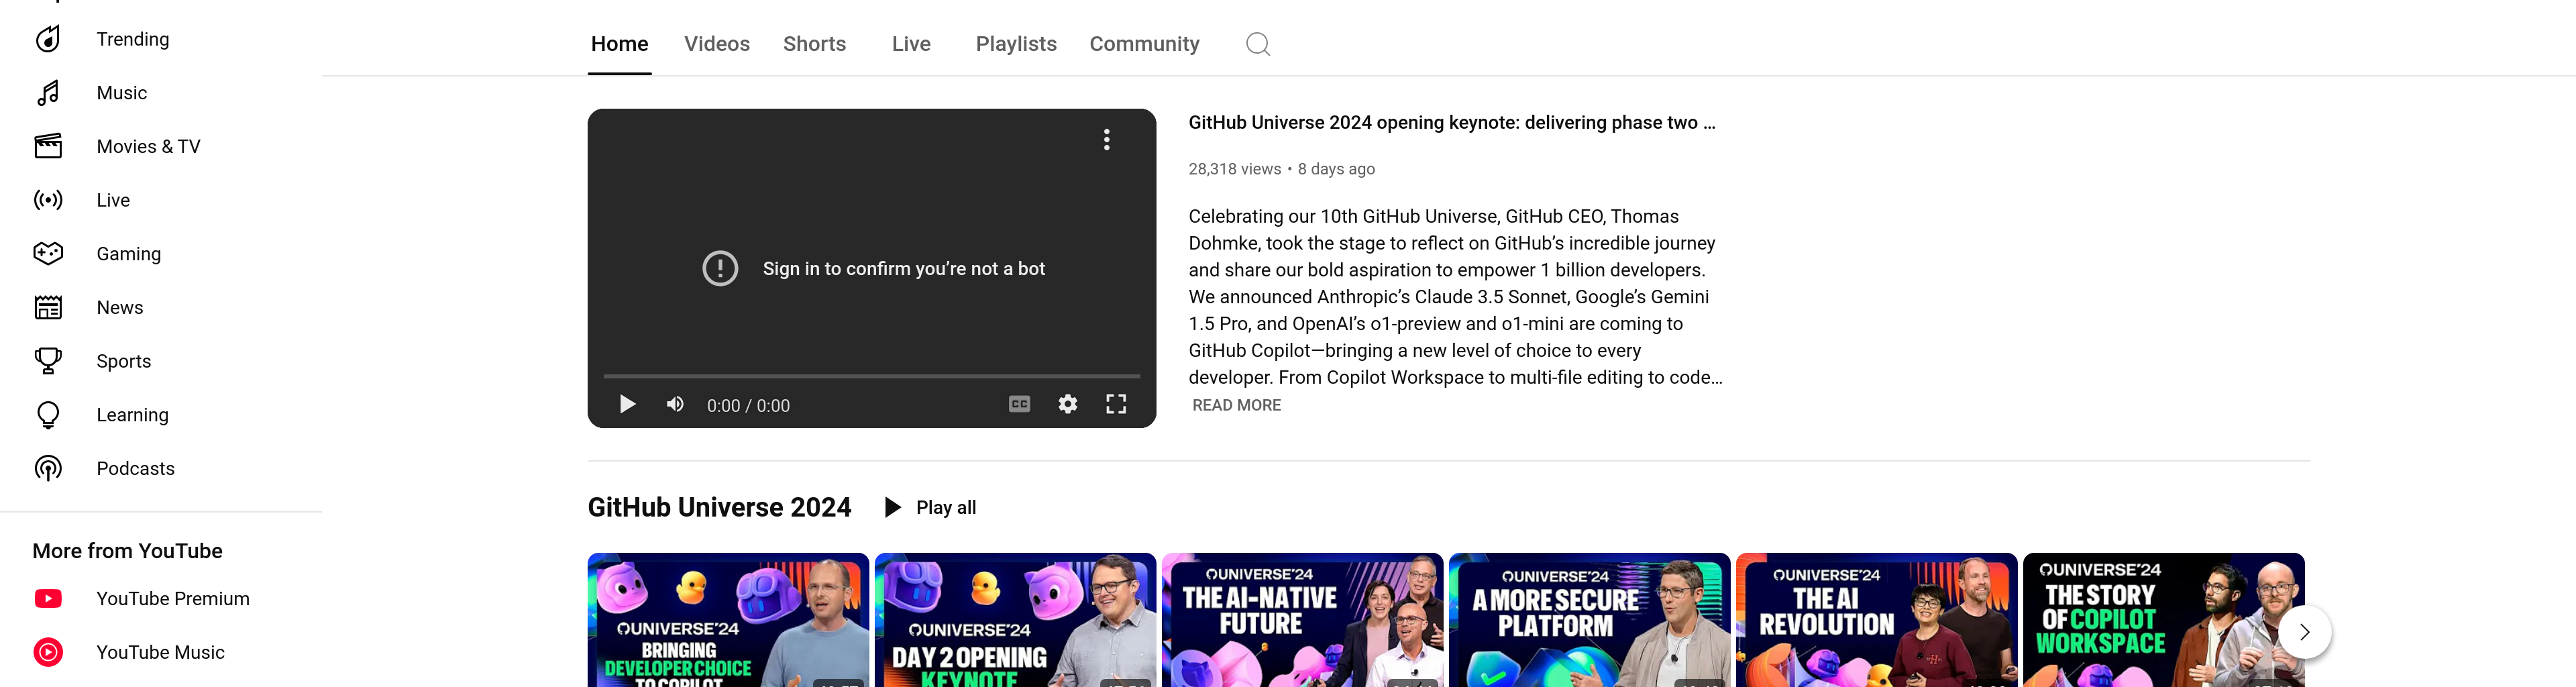 Trending
Music
Movies & TV
Live
Gaming
News
Sports
Learning
Podcasts
More from YouTube
YouTube Premium
YouTube Music
Home Videos Shorts Live Playlists Community
Sign in to confirm you’re not a bot
0:00 / 0:00
CC
GitHub Universe 2024 opening keynote: delivering phase two ...
28,318 views • 8 days ago
Celebrating our 10th GitHub Universe, GitHub CEO, Thomas
Dohmke, took the stage to reflect on GitHub’s incredible journey
and share our bold aspiration to empower 1 billion developers.
We announced Anthropic’s Claude 3.5 Sonnet, Google’s Gemini
1.5 Pro, and OpenAI’s o1-preview and o1-mini are coming to
GitHub Copilot—bringing a new level of choice to every
developer. From Copilot Workspace to multi-file editing to code...
READ MORE
GitHub Universe 2024 Play all
UNIVERSE'24
BRINGING
DEVELOPER CHOICE
TO COPILOT
UNIVERSE'24
DAY 2 OPENING
KEYNOTE
UNIVERSE'24
THE AI-NATIVE
FUTURE
UNIVERSE'24
A MORE SECURE
PLATFORM
UNIVERSE'24
THE AI
REVOLUTION
UNIVERSE'24
THE STORY
OF COPILOT
WORKSPACE